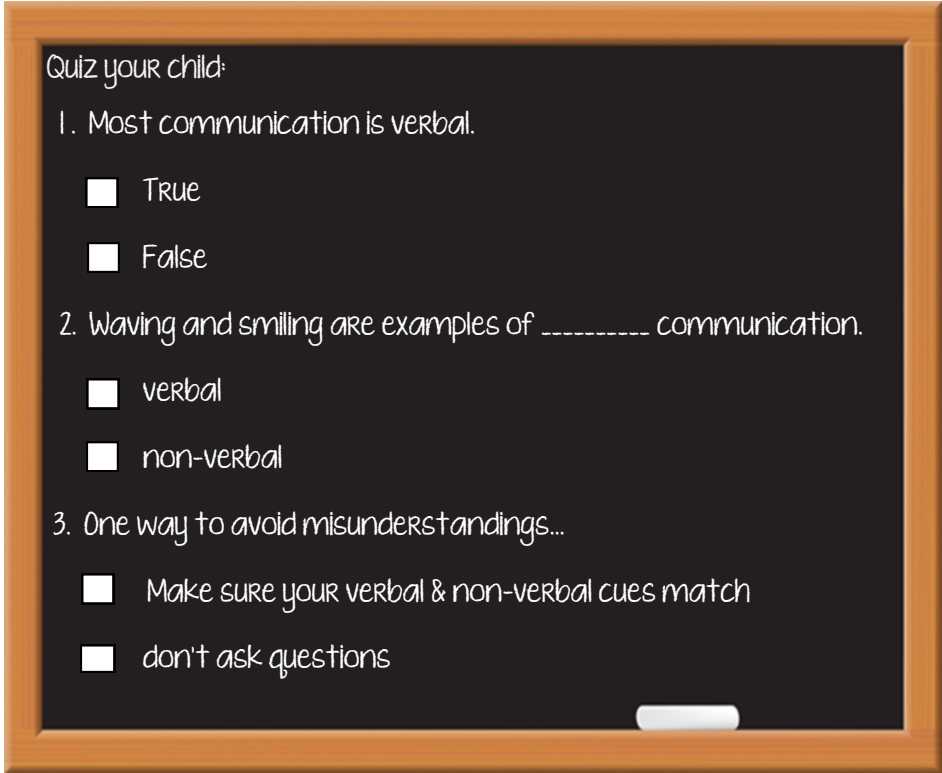 Quiz your child:
1. Most communication is verbal.
True
False
2. Waving and smiling are examples of __________ communication.
verbal
non-verbal
3. One way to avoid misunderstandings...
Make sure your verbal & non-verbal cues match
don't ask questions